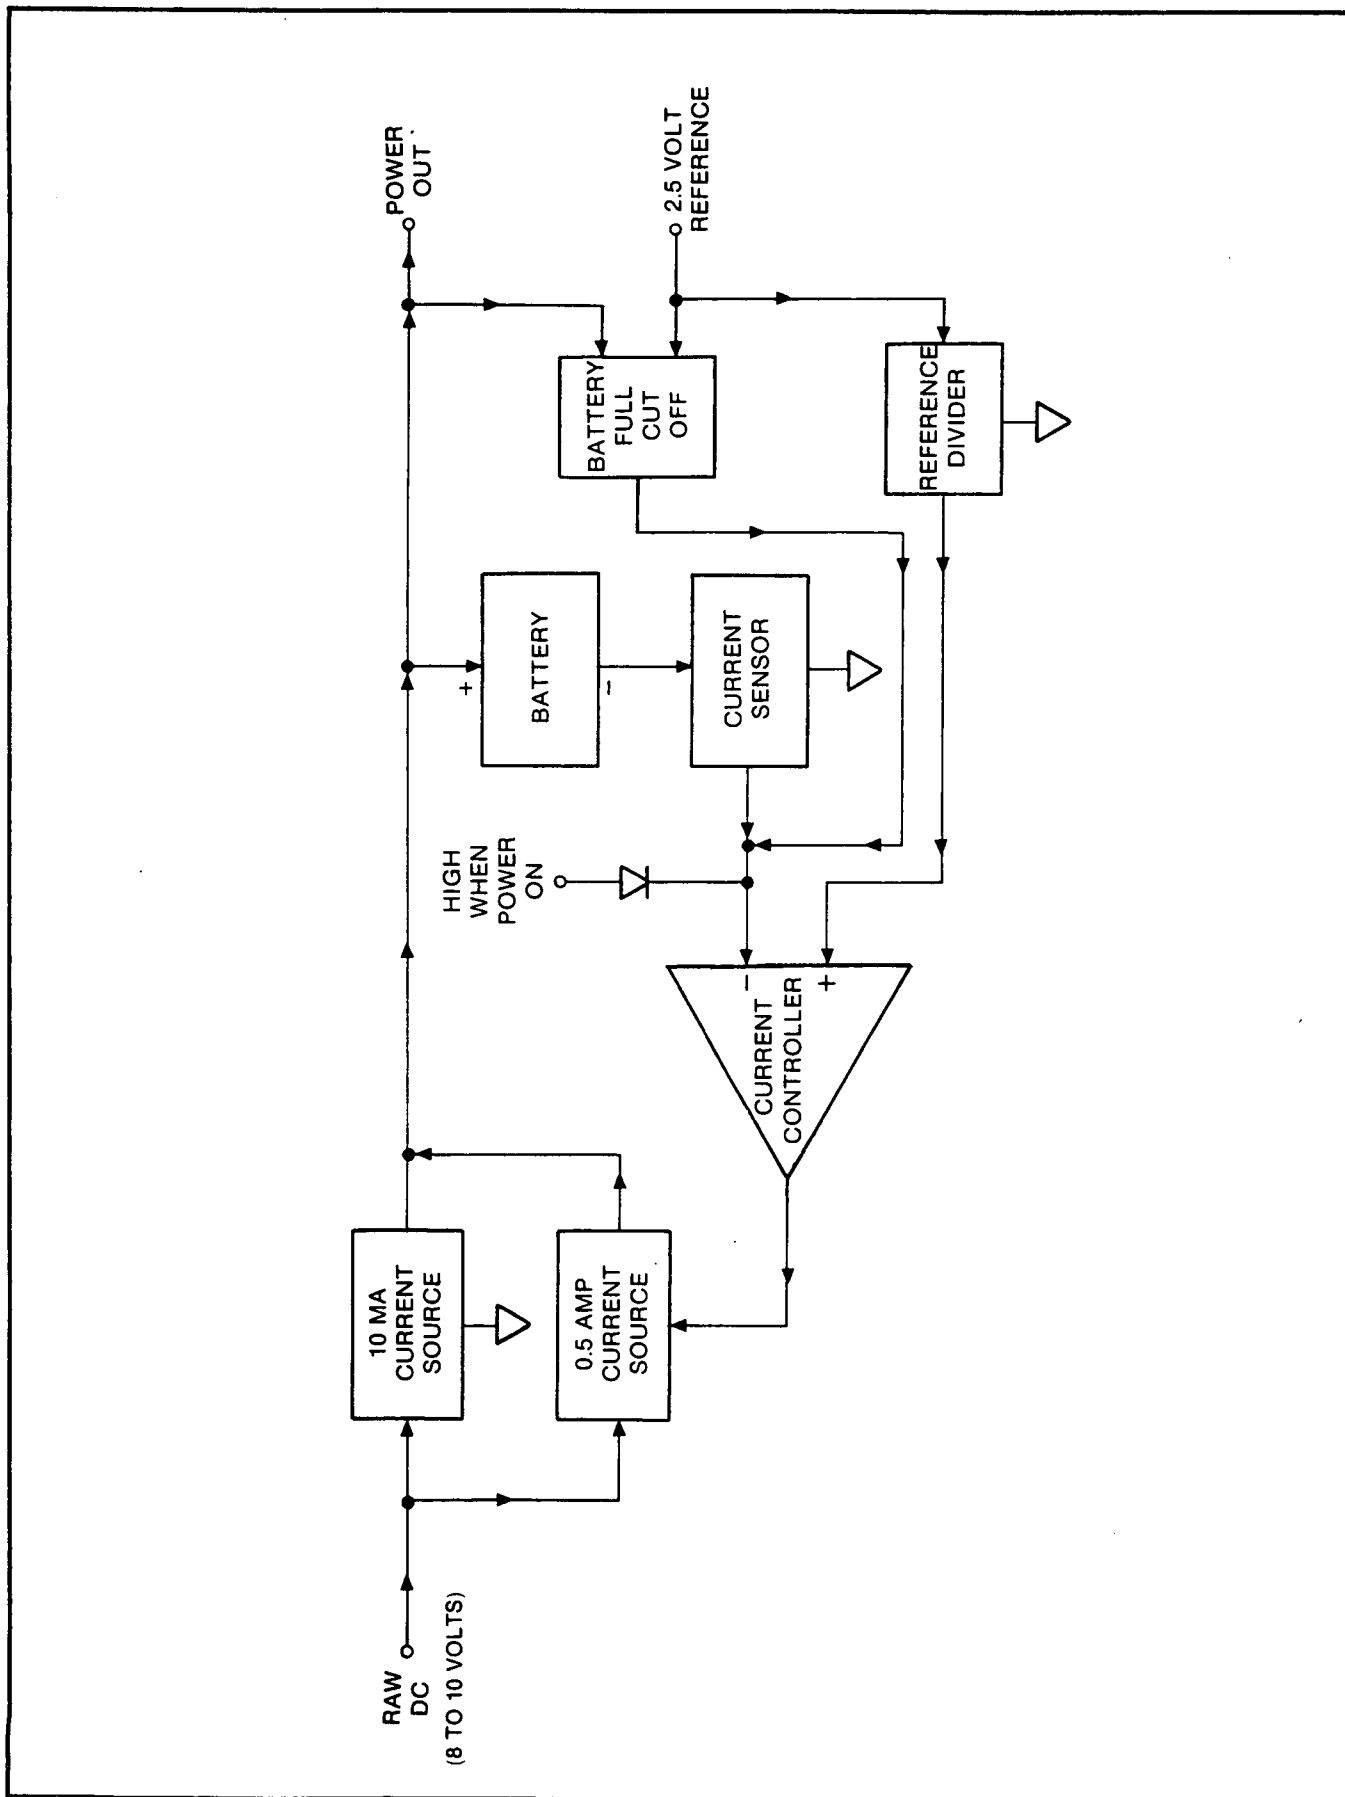 RAW
DC
(8 TO 10 VOLTS)
10 MA
CURRENT
SOURCE
0.5 AMP
CURRENT
SOURCE
CURRENT
CONTROLLER
-
+
HIGH
WHEN
POWER
ON
+
BATTERY
-
CURRENT
SENSOR
BATTERY
FULL
CUT
OFF
REFERENCE
DIVIDER
POWER
OUT
2.5 VOLT
REFERENCE